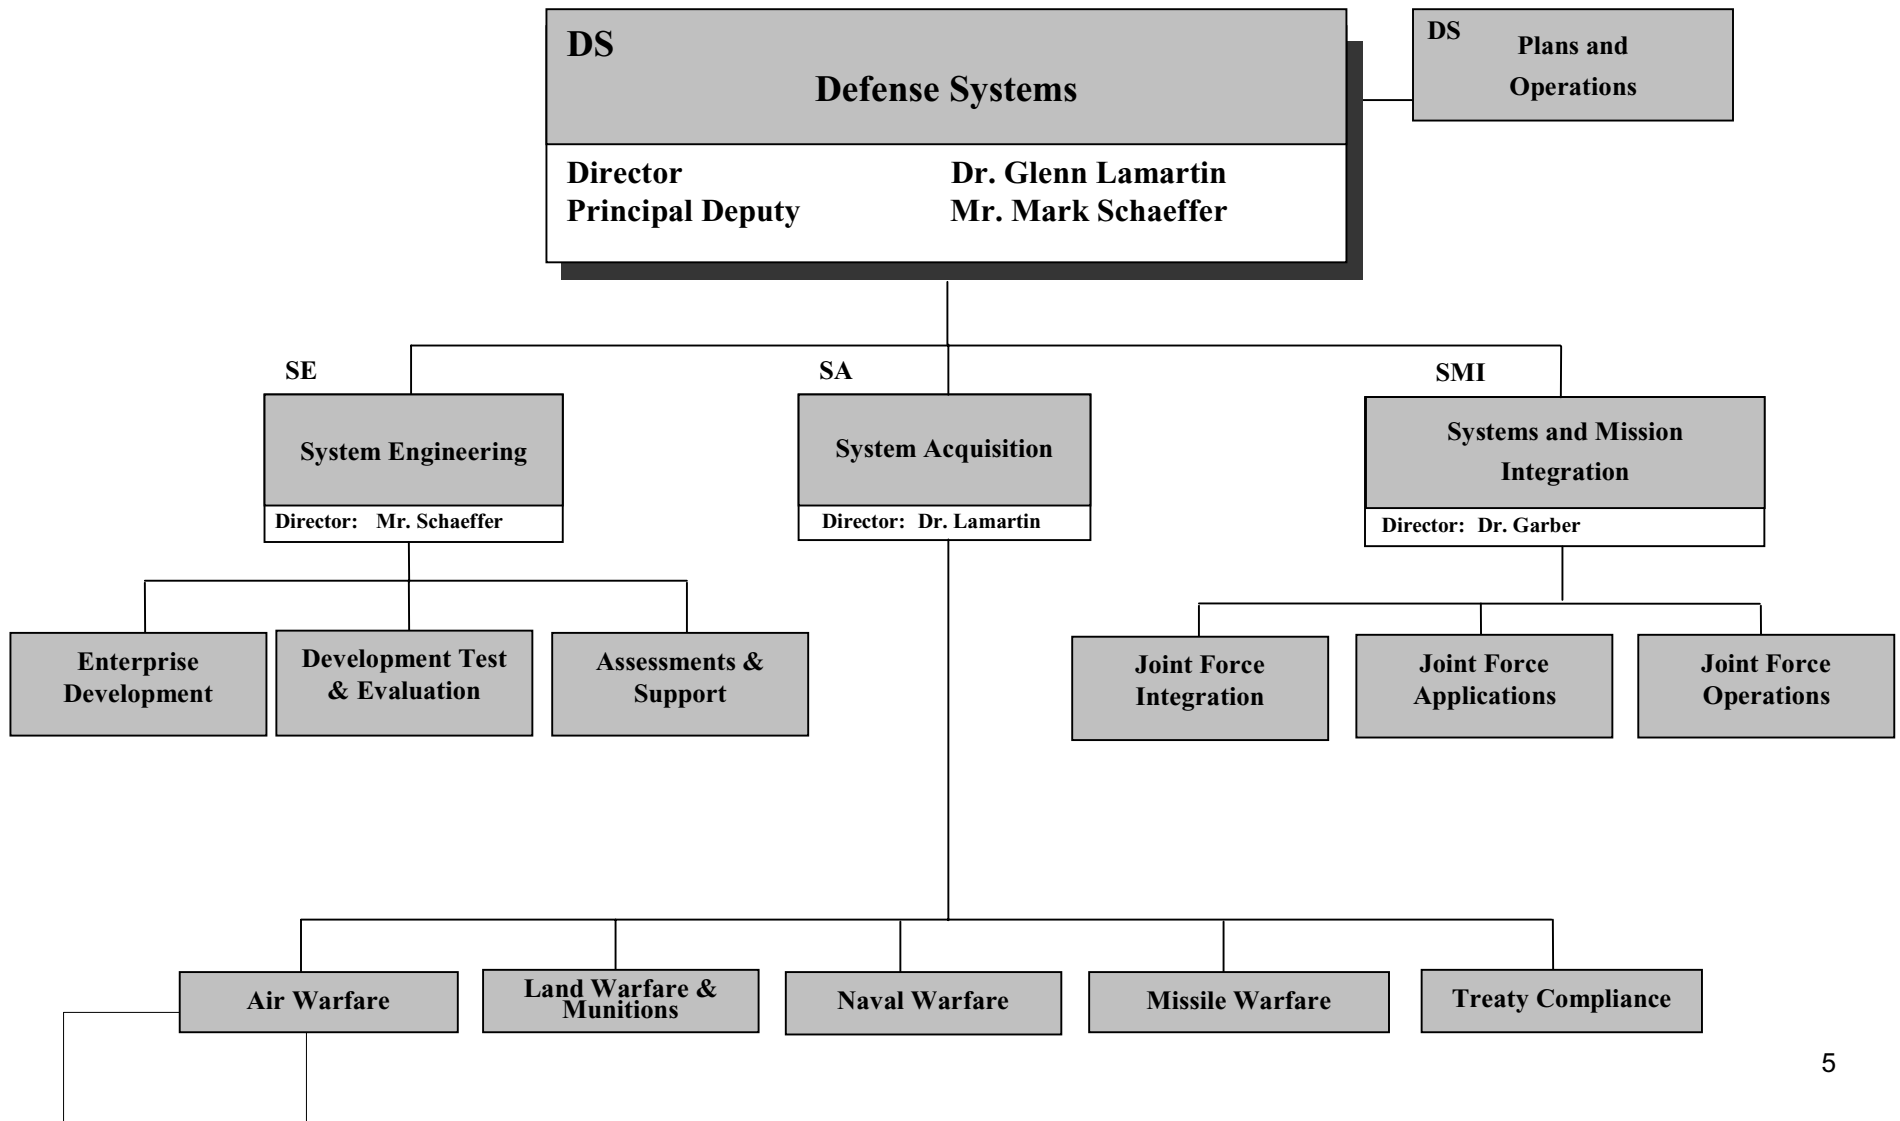 DS
Defense Systems
Director Dr. Glenn Lamartin
Principal Deputy Mr. Mark Schaeffer
DS
Plans and
Operations
SE
System Engineering
Director: Mr. Schaeffer
SA
System Acquisition
Director: Dr. Lamartin
SMI
Systems and Mission
Integration
Director: Dr. Garber
Enterprise
Development
Development Test
& Evaluation
Assessments &
Support
Joint Force
Integration
Joint Force
Applications
Joint Force
Operations
Air Warfare
Land Warfare &
Munitions
Naval Warfare
Missile Warfare
Treaty Compliance
5